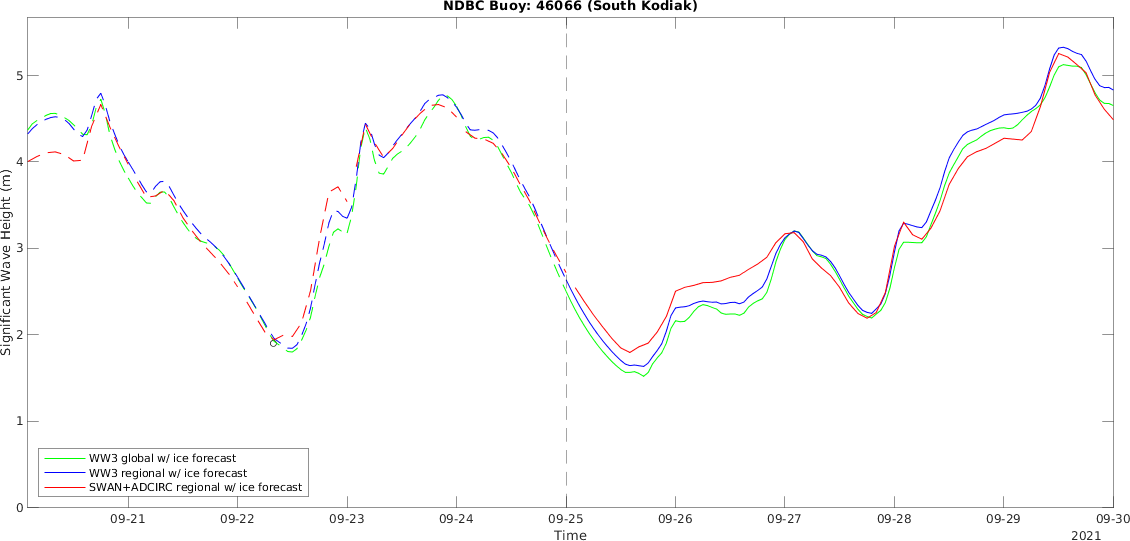 NDBC Buoy: 46066 (South Kodiak)
Significant Wave Height (m)
5
4
3
2
1
0
WW3 global w/ ice forecast
WW3 regional w/ ice forecast
SWAN+ADCIRC regional w/ ice forecast
09-21 09-22 09-23 09-24 09-25 09-26 09-27 09-28 09-29 09-30
Time
2021